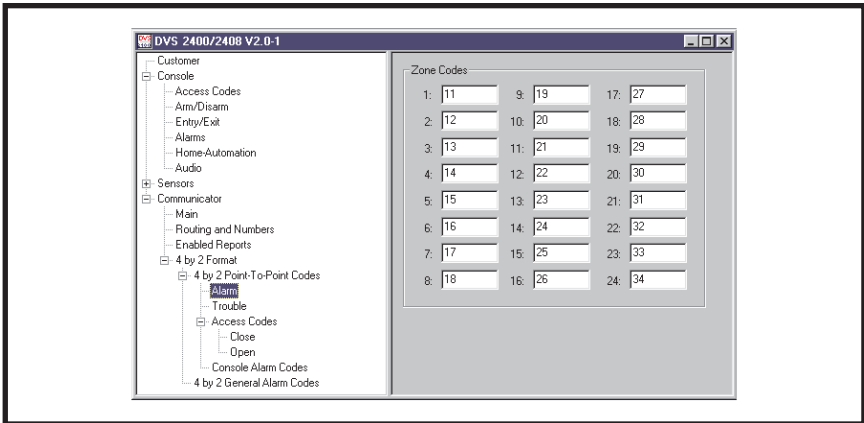 DVS 2400/2408 V2.0-1
Customer
Console
Access Codes
Arm/Disarm
Entry/Exit
Alarms
Home-Automation
Audio
Sensors
Communicator
Main
Routing and Numbers
Enabled Reports
4 by 2 Format
4 by 2 Point-To-Point Codes
Alarm
Trouble
Access Codes
Close
Open
Console Alarm Codes
4 by 2 General Alarm Codes
Zone Codes
1: 11 9: 19 17: 27
2: 12 10: 20 18: 28
3: 13 11: 21 19: 29
4: 14 12: 22 20: 30
5: 15 13: 23 21: 31
6: 16 14: 24 22: 32
7: 17 15: 25 23: 33
8: 18 16: 26 24: 34